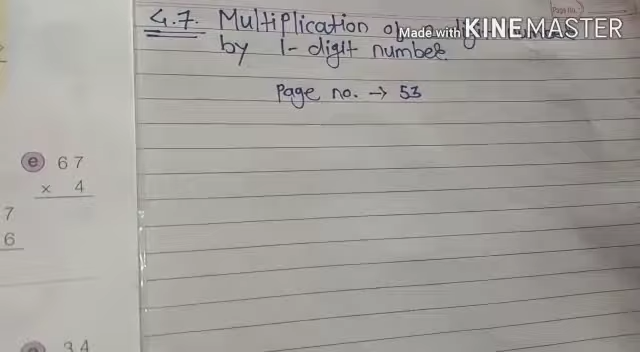 4.7. Multiplication
Made with KINEMASTER
by 1-digit number
Page no. → 53
e 67
× 4
7
6
34